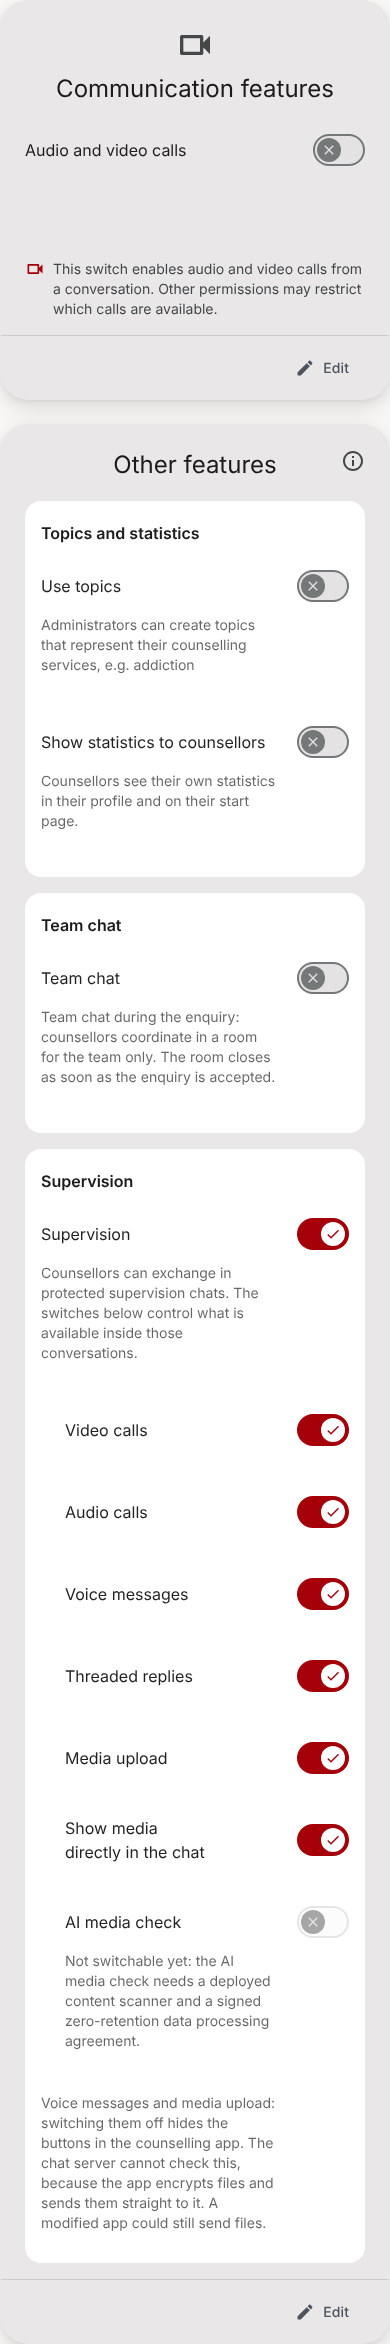 Communication features
Audio and video calls
This switch enables audio and video calls from
a conversation. Other permissions may restrict
which calls are available.
Edit
Other features
Topics and statistics
Use topics
Administrators can create topics
that represent their counselling
services, e.g. addiction
Show statistics to counsellors
Counsellors see their own statistics
in their profile and on their start
page.
Team chat
Team chat
Team chat during the enquiry:
counsellors coordinate in a room
for the team only. The room closes
as soon as the enquiry is accepted.
Supervision
Supervision
Counsellors can exchange in
protected supervision chats. The
switches below control what is
available inside those
conversations.
Video calls
Audio calls
Voice messages
Threaded replies
Media upload
Show media
directly in the chat
AI media check
Not switchable yet: the AI
media check needs a deployed
content scanner and a signed
zero-retention data processing
agreement.
Voice messages and media upload:
switching them off hides the
buttons in the counselling app. The
chat server cannot check this,
because the app encrypts files and
sends them straight to it. A
modified app could still send files.
Edit